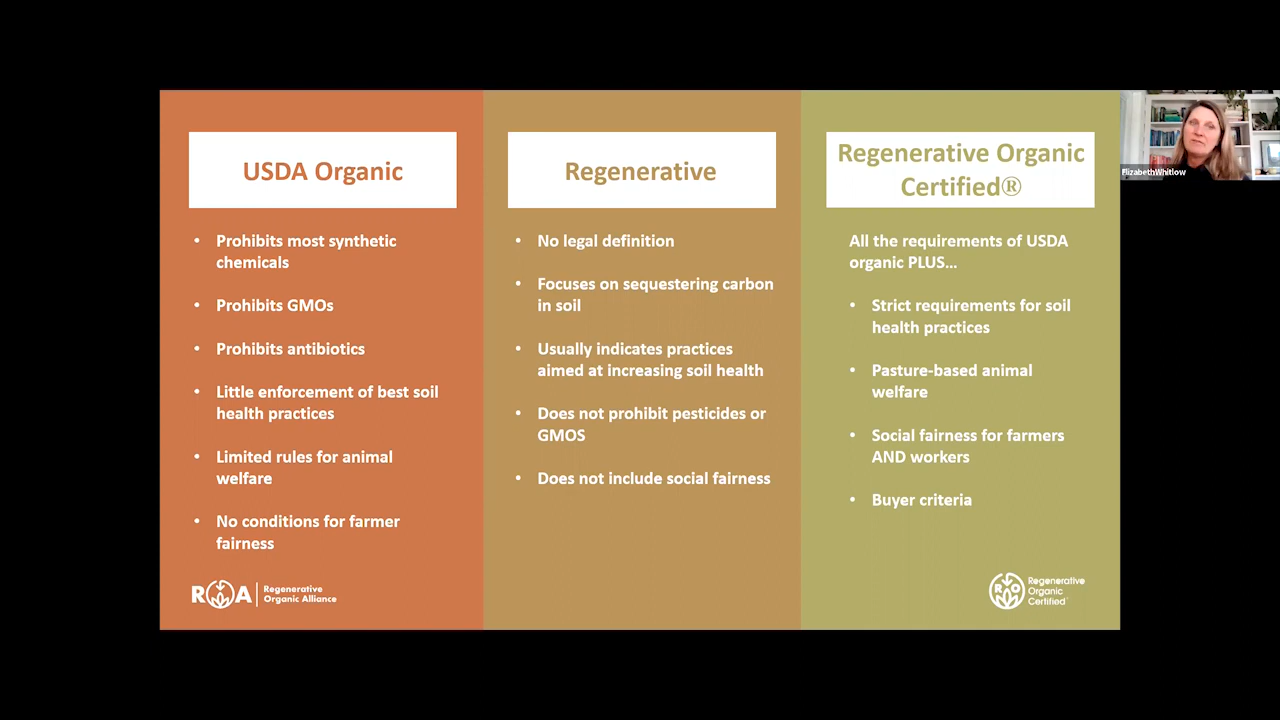 USDA Organic
• Prohibits most synthetic
chemicals
• Prohibits GMOs
• Prohibits antibiotics
• Little enforcement of best soil
health practices
• Limited rules for animal
welfare
• No conditions for farmer
fairness
ROA
Regenerative
Organic Alliance
Regenerative
• No legal definition
• Focuses on sequestering carbon
in soil
• Usually indicates practices
aimed at increasing soil health
• Does not prohibit pesticides or
GMOS
• Does not include social fairness
Regenerative Organic
Certified®
All the requirements of USDA
organic PLUS...
• Strict requirements for soil
health practices
• Pasture-based animal
welfare
• Social fairness for farmers
AND workers
• Buyer criteria
RO
Regenerative
Organic
Certified™
ElizabethWhitlow